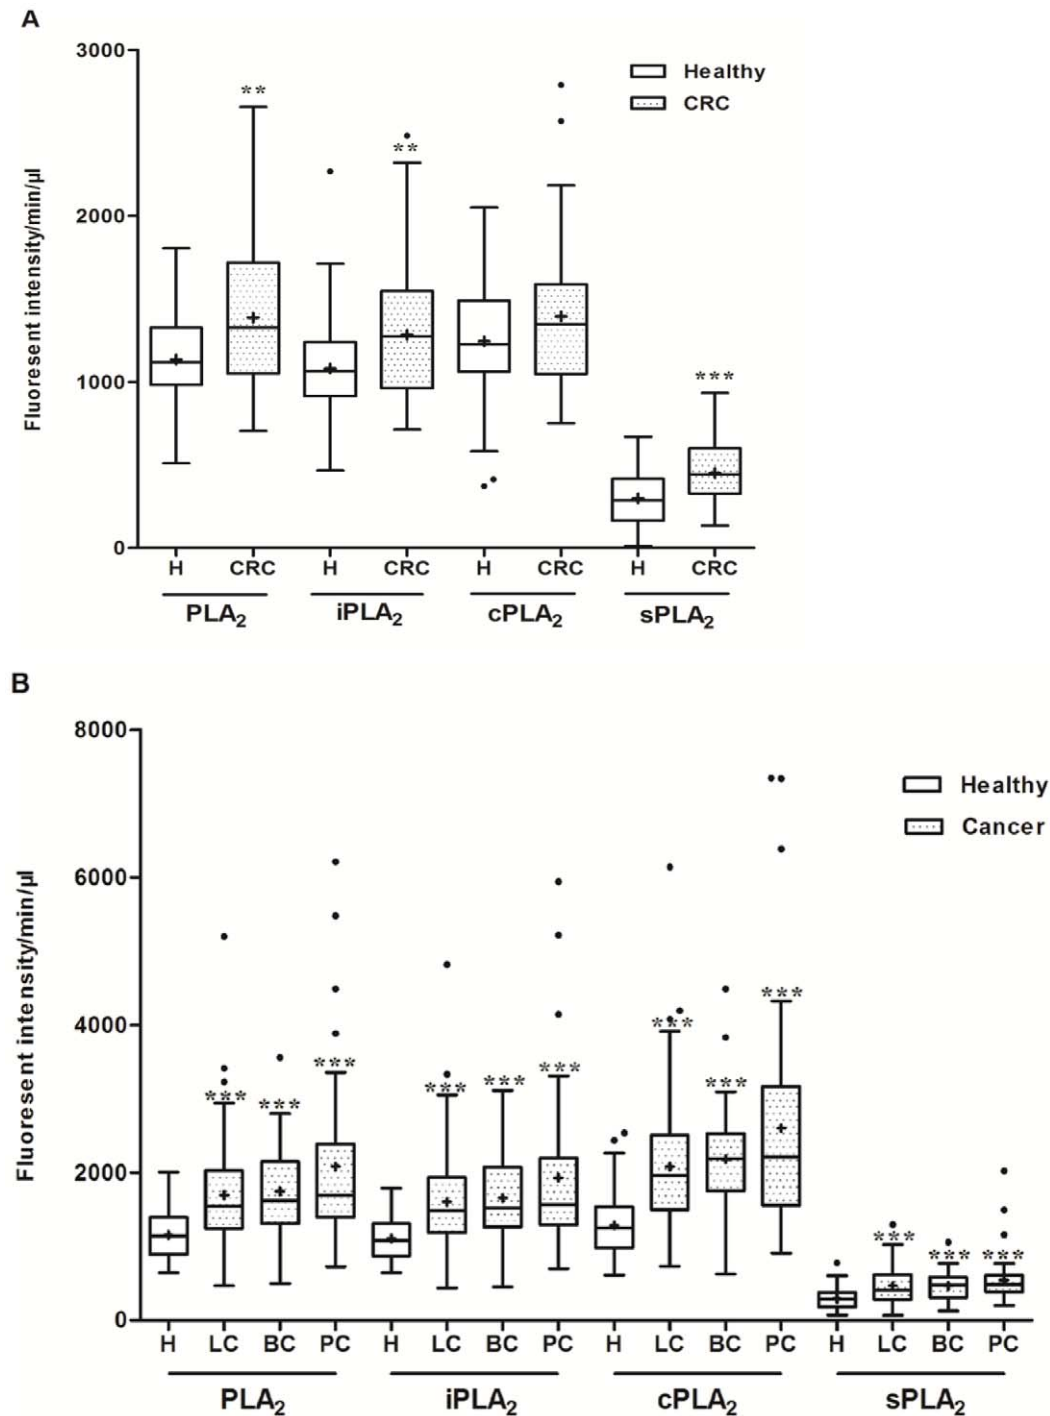 A
3000
2000
1000
0
Fluoresent intensity/min/µl
Healthy
CRC
**
**
***
H CRC H CRC H CRC H CRC
PLA₂ iPLA₂ cPLA₂ sPLA₂
B
8000
6000
4000
2000
0
Fluoresent intensity/min/µl
Healthy
Cancer
*** *** *** *** *** *** *** *** *** *** *** ***
H LC BC PC H LC BC PC H LC BC PC H LC BC PC
PLA₂ iPLA₂ cPLA₂ sPLA₂